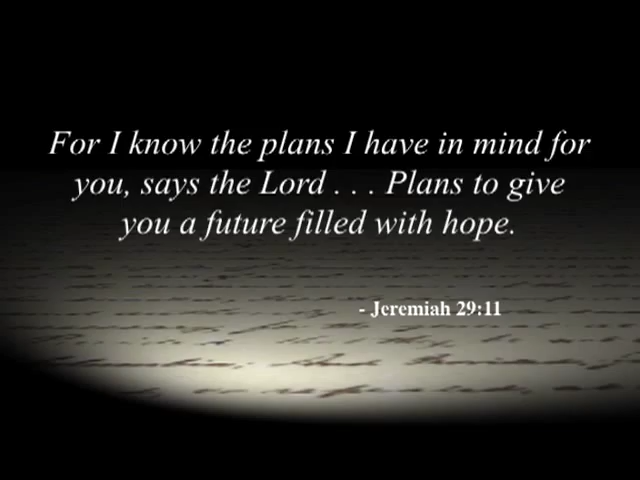 For I know the plans I have in mind for
you, says the Lord . . . Plans to give
you a future filled with hope.
- Jeremiah 29:11